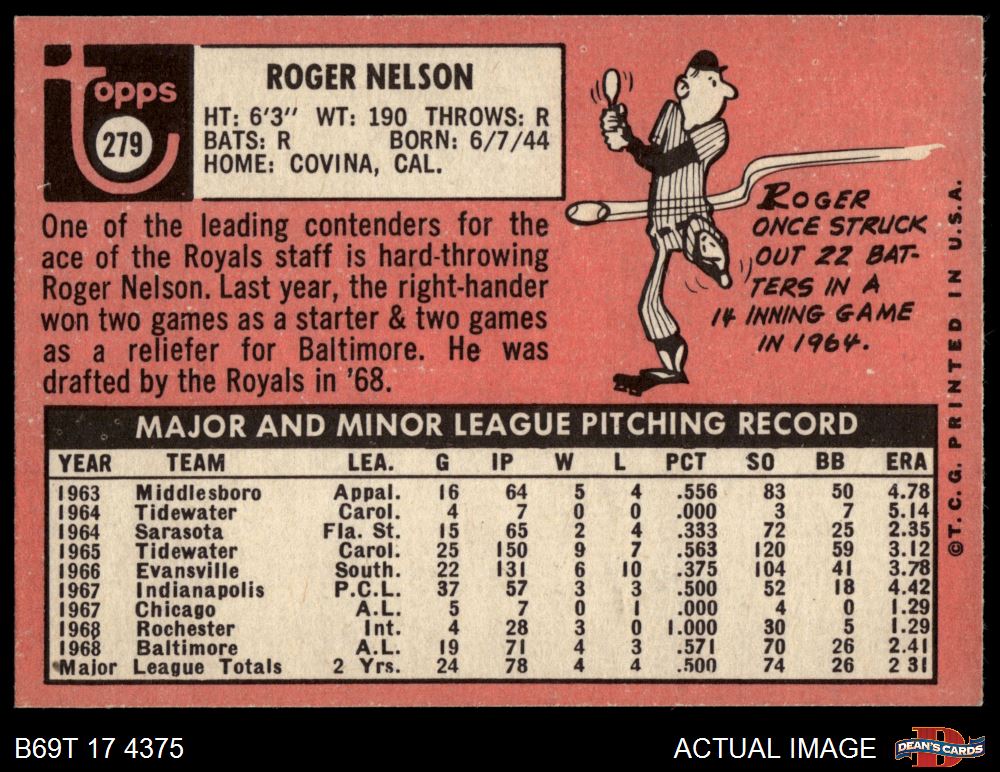 Topps
279
ROGER NELSON
HT: 6'3" WT: 190 THROWS: R
BATS: R BORN: 6/7/44
HOME: COVINA, CAL.
One of the leading contenders for the
ace of the Royals staff is hard-throwing
Roger Nelson. Last year, the right-hander
won two games as a starter & two games
as a reliefer for Baltimore. He was
drafted by the Royals in '68.
ROGER
ONCE STRUCK
OUT 22 BAT-
TERS IN A
14 INNING GAME
IN 1964.
MAJOR AND MINOR LEAGUE PITCHING RECORD
YEAR TEAM LEA. G IP W L PCT SO BB ERA
1963 Middlesboro Appal. 16 64 5 4 .556 83 50 4.78
1964 Tidewater Carol. 4 7 0 0 .000 3 7 5.14
1964 Sarasota Fla. St. 15 65 2 4 .333 72 25 2.35
1965 Tidewater Carol. 25 150 9 7 .563 120 59 3.12
1966 Evansville South. 22 131 6 10 .375 104 41 3.78
1967 Indianapolis P.C.L. 37 57 3 3 .500 52 18 4.42
1967 Chicago A.L. 5 7 0 1 .000 4 0 1.29
1968 Rochester Int. 4 28 3 0 1.000 30 5 1.29
1968 Baltimore A.L. 19 71 4 3 .571 70 26 2.41
Major League Totals 2 Yrs. 24 78 4 4 .500 74 26 2 31
©T.C.G. PRINTED IN U.S.A.
B69T 17 4375
ACTUAL IMAGE
D
DEAN'S CARDS